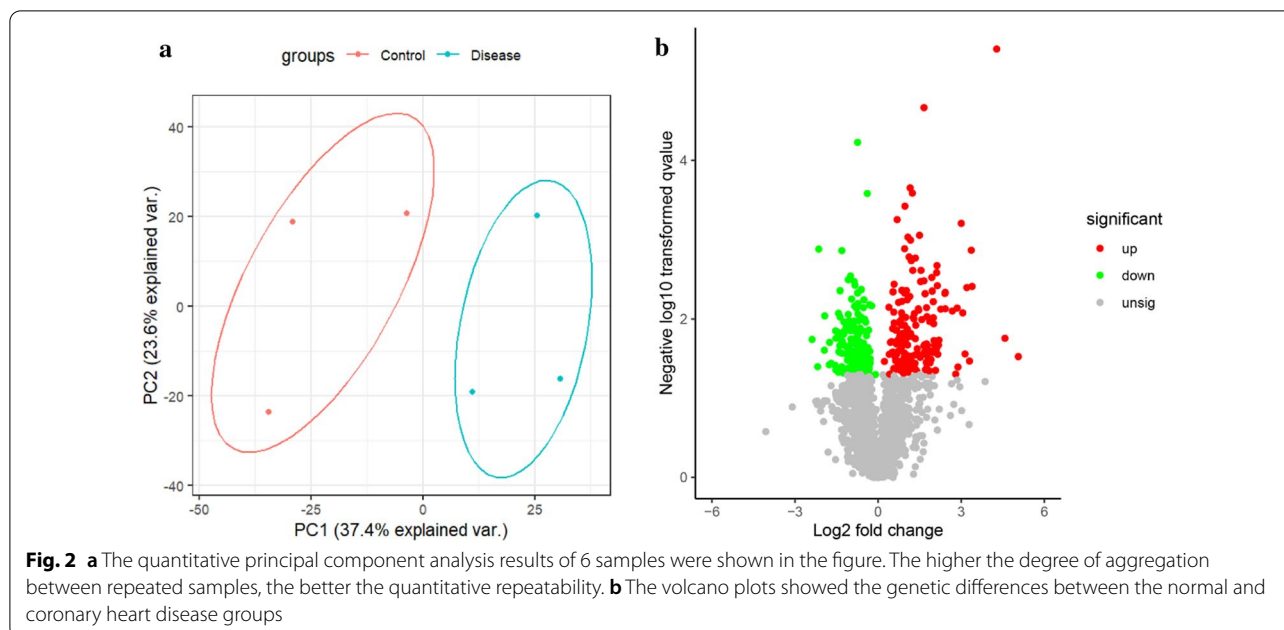 a
groups Control Disease
40
20
0
-20
-40
PC2 (23.6% explained var.)
-50 -25 0 25
PC1 (37.4% explained var.)
b
4
2
0
Negative log10 transformed qvalue
−6 −3 0 3 6
Log2 fold change
significant
up
down
unsig
Fig. 2 a The quantitative principal component analysis results of 6 samples were shown in the figure. The higher the degree of aggregation
between repeated samples, the better the quantitative repeatability. b The volcano plots showed the genetic differences between the normal and
coronary heart disease groups